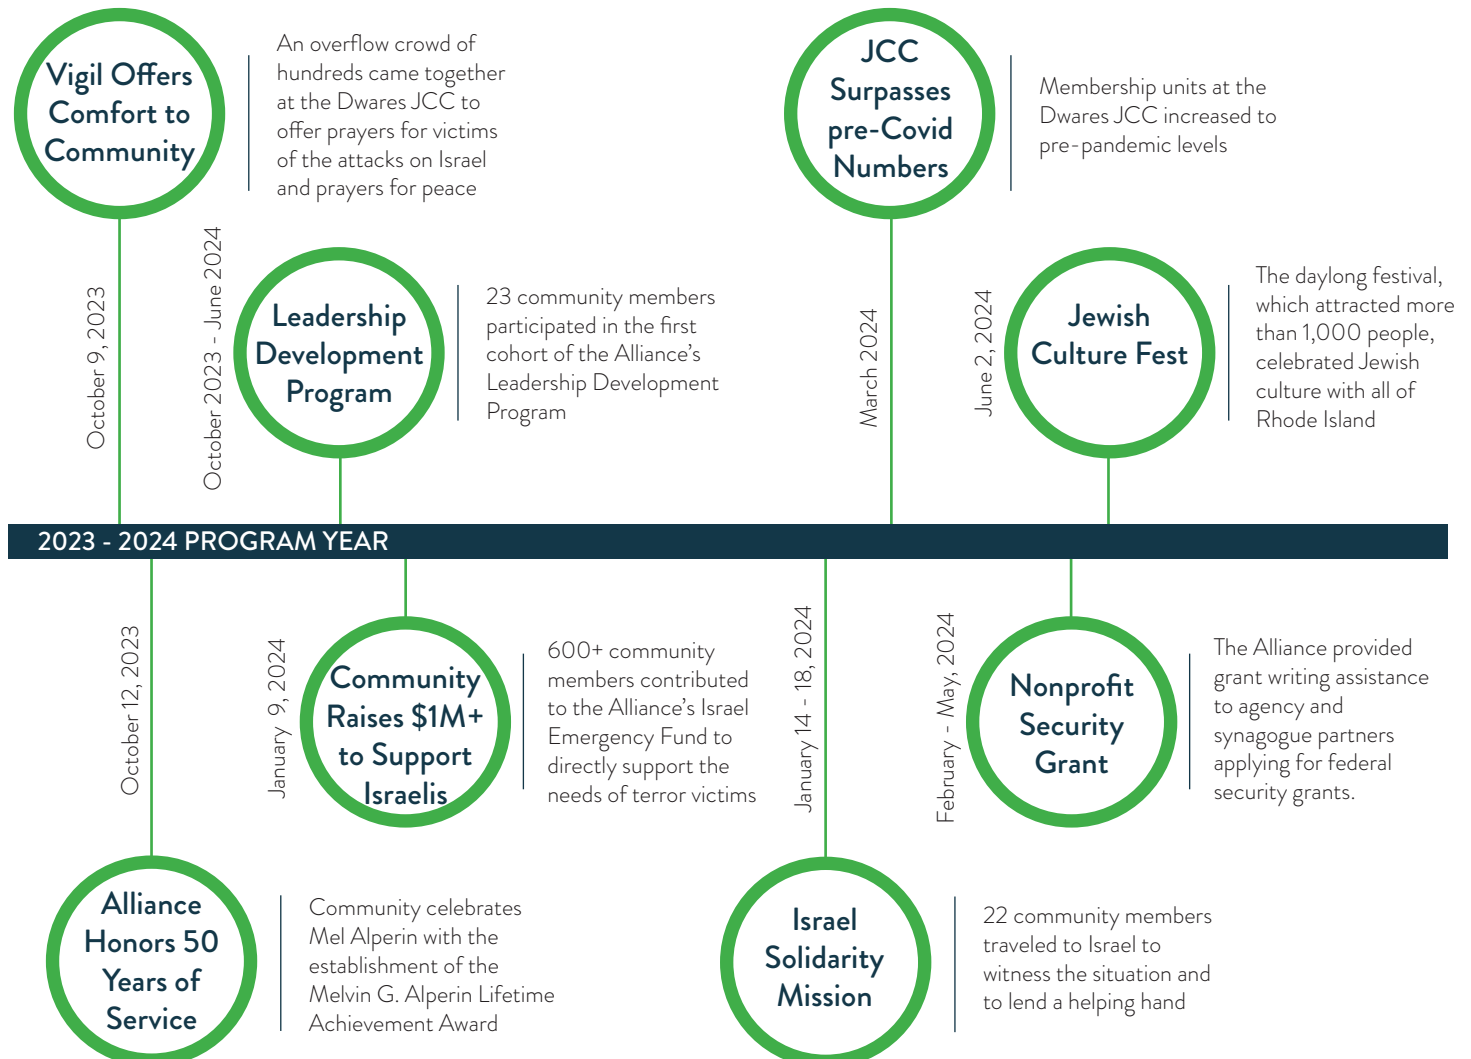 Vigil Offers
Comfort to
Community
An overflow crowd of
hundreds came together
at the Dwares JCC to
offer prayers for victims
of the attacks on Israel
and prayers for peace
October 9, 2023
October 2023 - June 2024
Leadership
Development
Program
23 community members
participated in the first
cohort of the Alliance's
Leadership Development
Program
JCC
Surpasses
pre-Covid
Numbers
Membership units at the
Dwares JCC increased to
pre-pandemic levels
March 2024
June 2, 2024
Jewish
Culture Fest
The daylong festival,
which attracted more
than 1,000 people,
celebrated Jewish
culture with all of
Rhode Island
2023 - 2024 PROGRAM YEAR
October 12, 2023
Alliance
Honors 50
Years of
Service
Community celebrates
Mel Alperin with the
establishment of the
Melvin G. Alperin Lifetime
Achievement Award
January 9, 2024
Community
Raises $1M+
to Support
Israelis
600+ community
members contributed
to the Alliance's Israel
Emergency Fund to
directly support the
needs of terror victims
January 14 - 18, 2024
Israel
Solidarity
Mission
22 community members
traveled to Israel to
witness the situation and
to lend a helping hand
February - May, 2024
Nonprofit
Security
Grant
The Alliance provided
grant writing assistance
to agency and
synagogue partners
applying for federal
security grants.